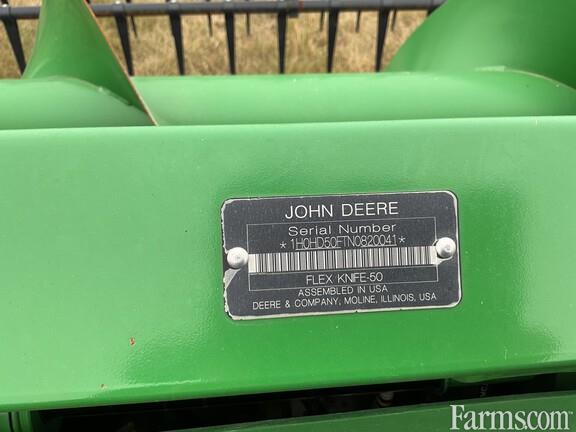 JOHN DEERE
Serial Number
*1H0HD50FTN0820041*
FLEX KNIFE-50
ASSEMBLED IN USA
DEERE & COMPANY, MOLINE, ILLINOIS, USA
Farms.com